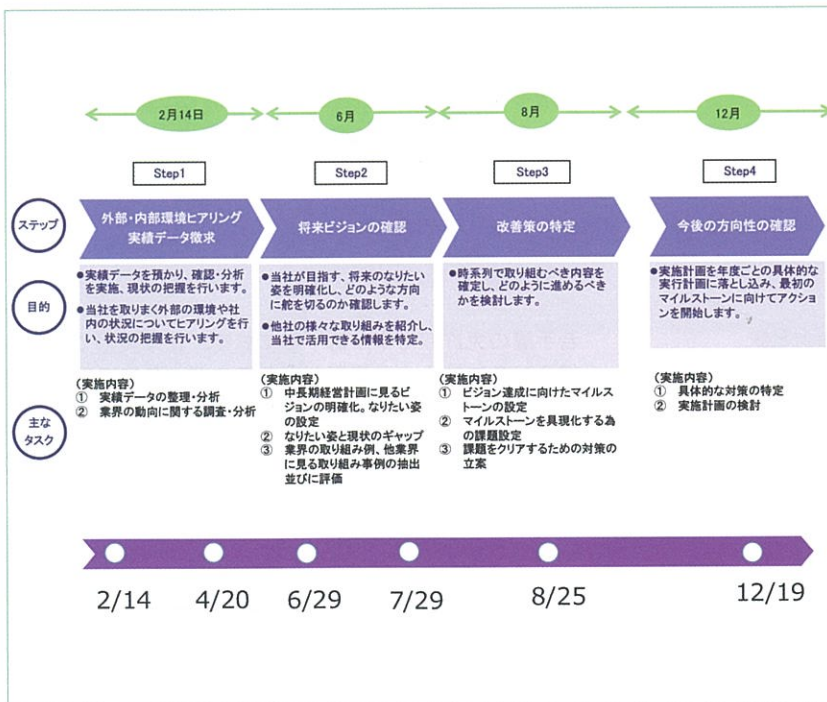 2月14日
6月
8月
12月
Step1
Step2
Step3
Step4
ステップ
外部・内部環境ヒアリング
実績データ徴求
将来ビジョンの確認
改善策の特定
今後の方向性の確認
目的
●実績データを預かり、確認・分析
を実施、現状の把握を行います。
●当社を取りまく外部の環境や社
内の状況についてヒアリングを行
い、状況の把握を行います。
●当社が目指す、将来のなりたい
姿を明確化し、どのような方向
に舵を切るのか確認します。
●他社の様々な取り組みを紹介し、
当社で活用できる情報を特定。
●時系列で取り組むべき内容を
確定し、どのように進めるべき
かを検討します。
●実施計画を年度ごとの具体的な
実行計画に落とし込み、最初の
マイルストーンに向けてアクショ
ンを開始します。
主な
タスク
（実施内容）
① 実績データの整理・分析
② 業界の動向に関する調査・分析
（実施内容）
① 中長期経営計画に見るビ
ジョンの明確化。なりたい姿
の設定
② なりたい姿と現状のギャップ
③ 業界の取り組み例、他業界
に見る取り組み事例の抽出
並びに評価
（実施内容）
① ビジョン達成に向けたマイルス
トーンの設定
② マイルストーンを具現化する為
の課題設定
③ 課題をクリアするための対策の
立案
（実施内容）
① 具体的な対策の特定
② 実施計画の検討
2/14
4/20
6/29
7/29
8/25
12/19